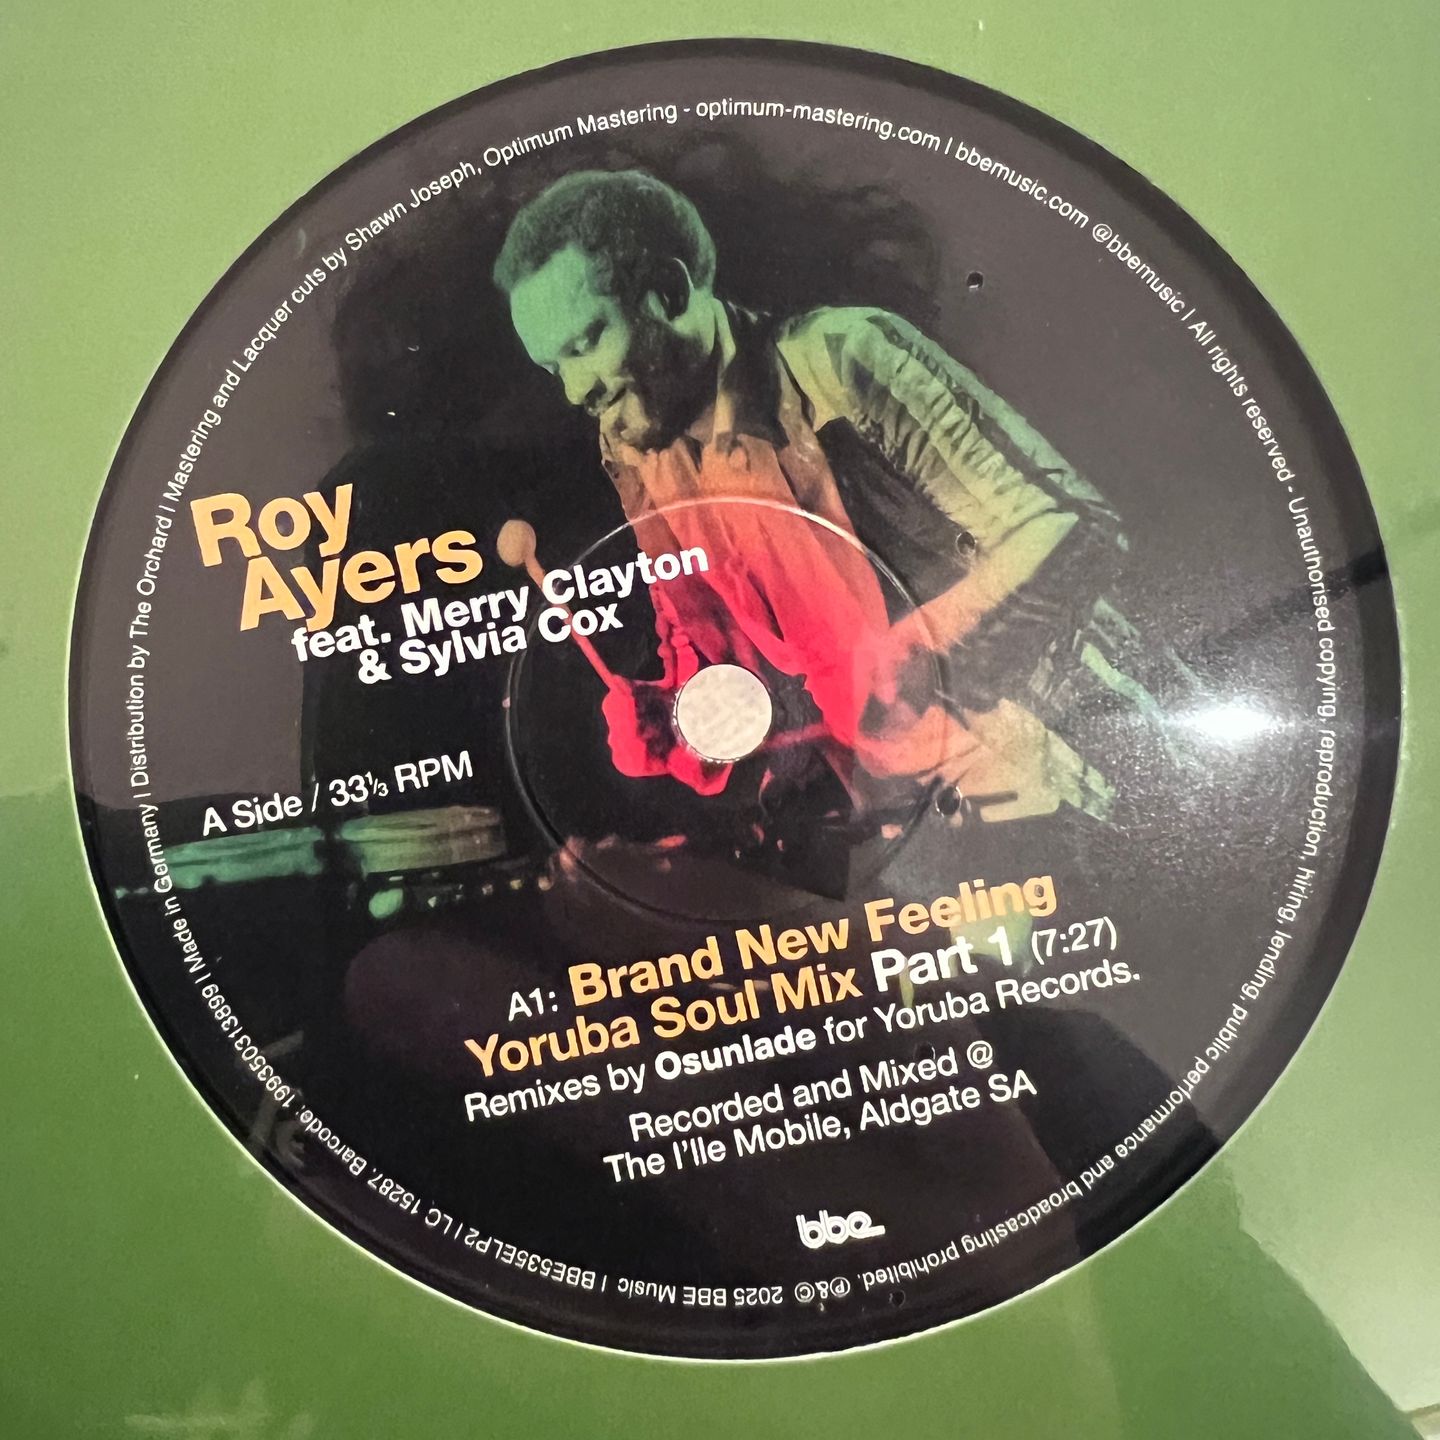 Roy
Ayers
feat. Merry Clayton
& Sylvia Cox
A Side / 33⅓ RPM
A1: Brand New Feeling
Yoruba Soul Mix Part 1 (7:27)
Remixes by Osunlade for Yoruba Records.
Recorded and Mixed @
The I'lle Mobile, Aldgate SA
bbe
℗&© 2025 BBE Music | BBE535ELP2 | LC 15287. Barcode: 199350313899 | Made in Germany | Distribution by The Orchard | Mastering and Lacquer cuts by Shawn Joseph, Optimum Mastering - optimum-mastering.com | bbemusic.com @bbemusic | All rights reserved - Unauthorised copying, reproduction, hiring, lending, public performance and broadcasting prohibited.